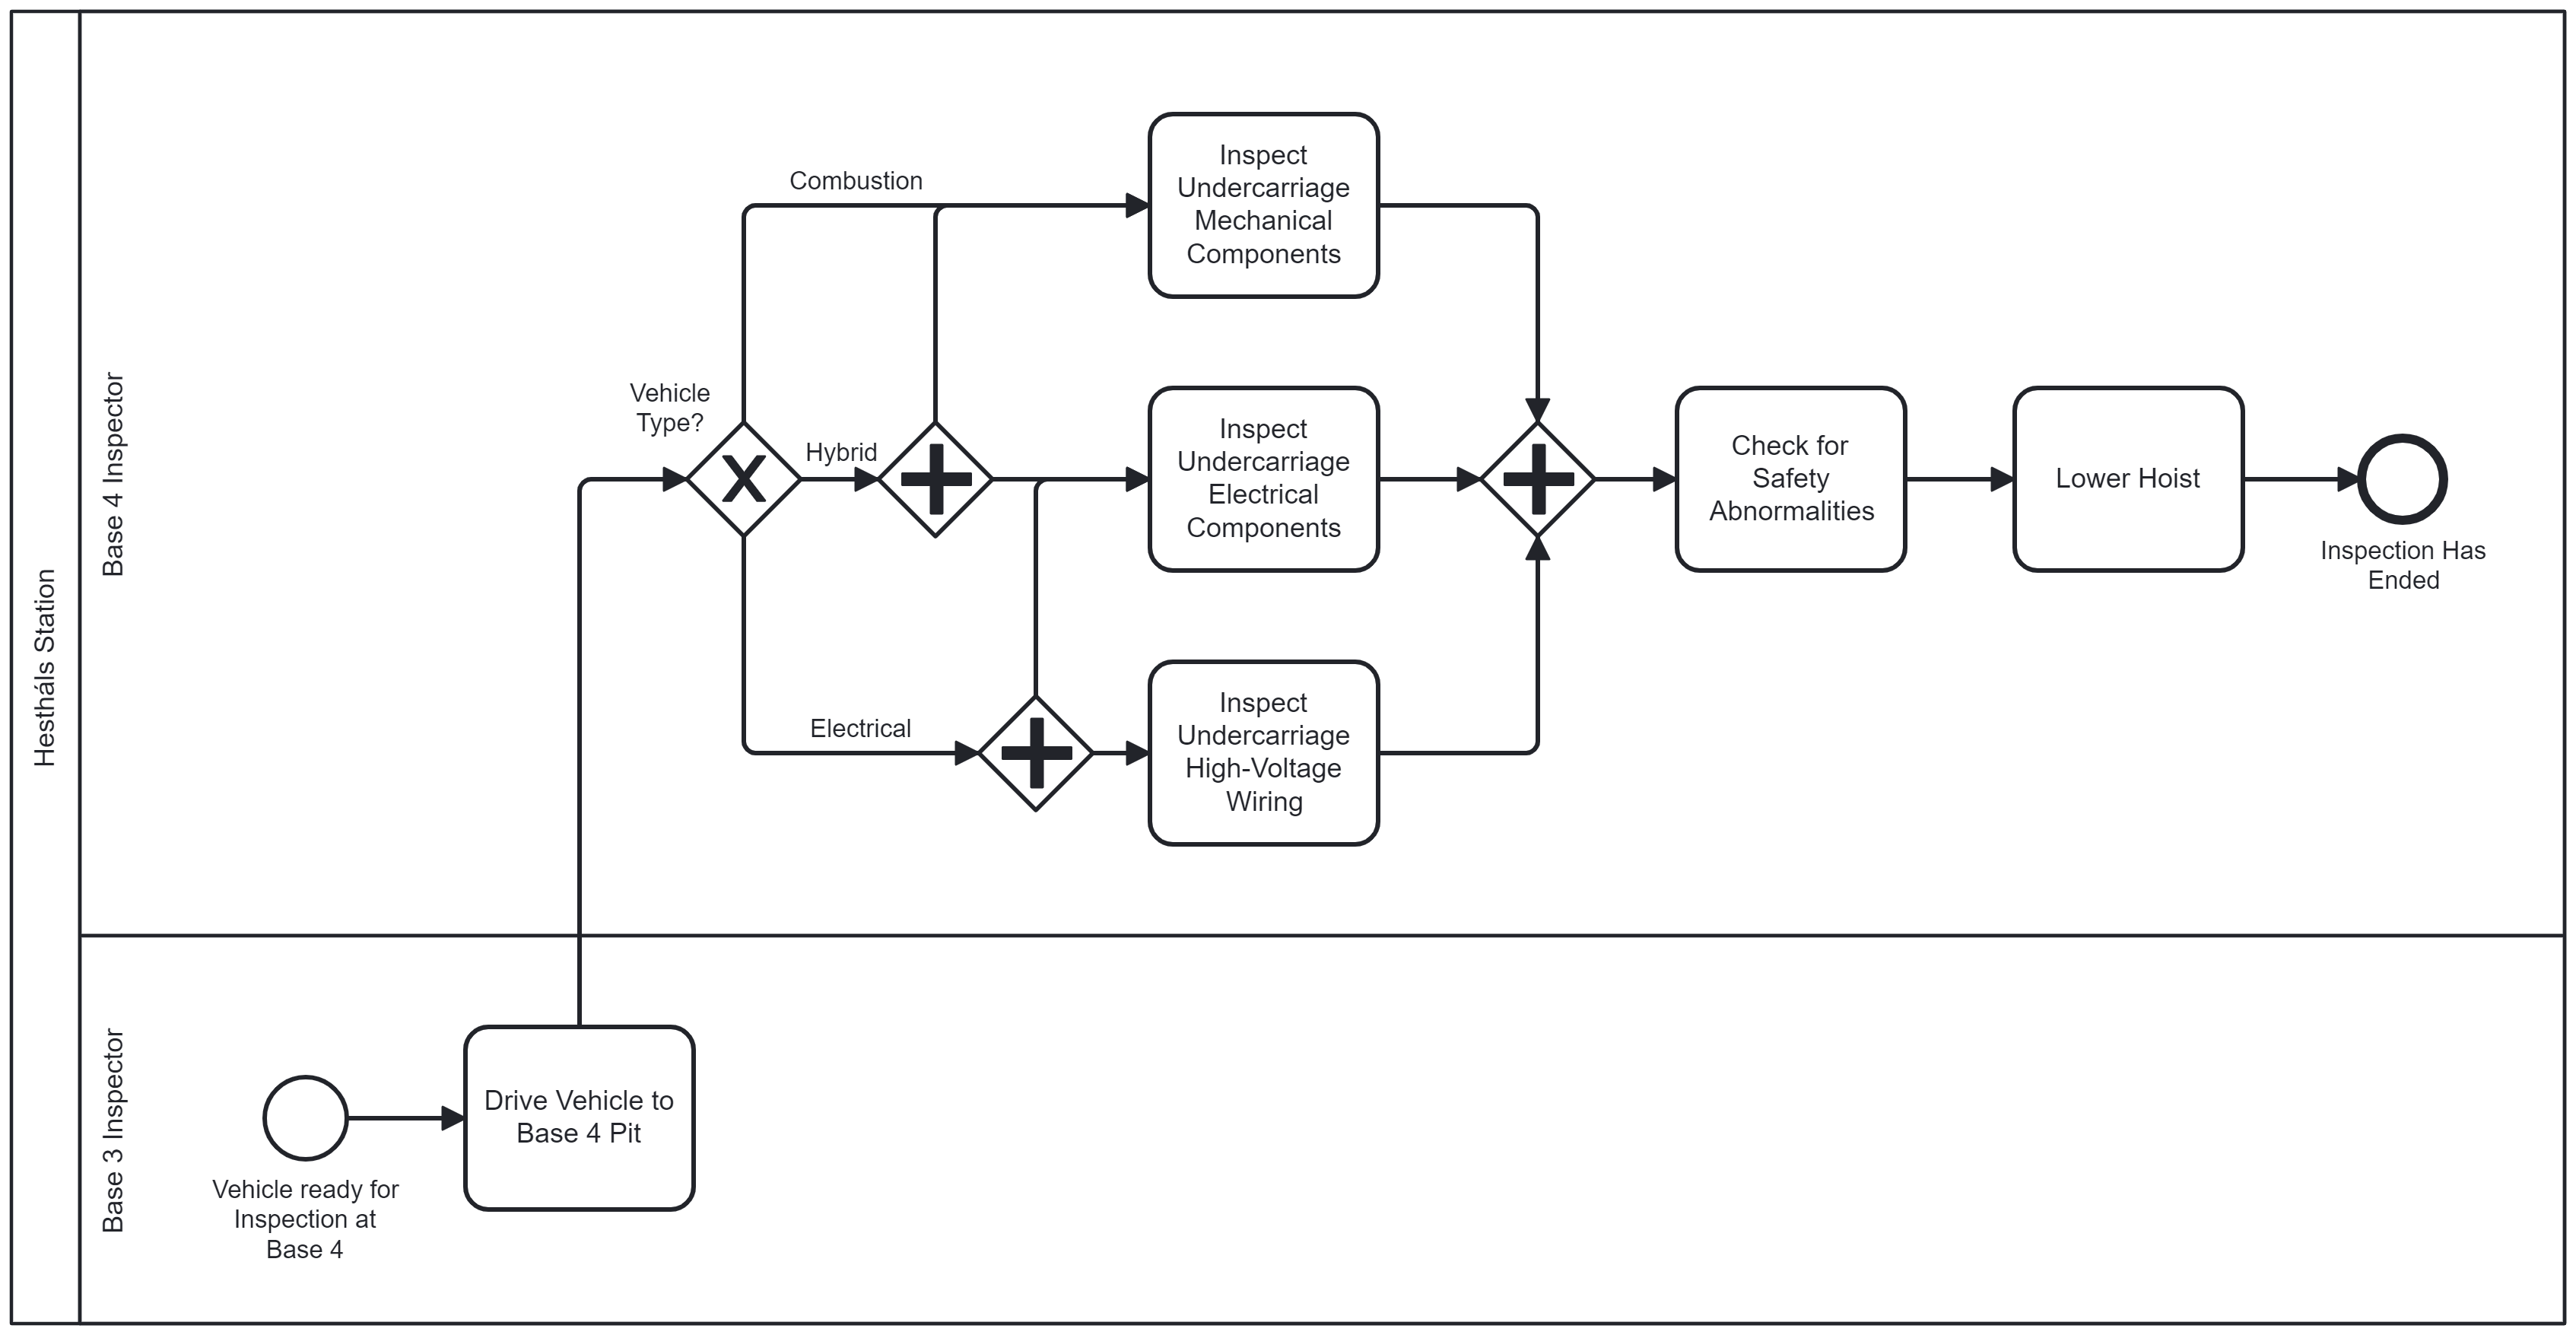 Hestháls Station
Base 4 Inspector
Vehicle
Type?
Combustion
Hybrid
Electrical
Inspect
Undercarriage
Mechanical
Components
Inspect
Undercarriage
Electrical
Components
Inspect
Undercarriage
High-Voltage
Wiring
Check for
Safety
Abnormalities
Lower Hoist
Inspection Has
Ended
Base 3 Inspector
Vehicle ready for
Inspection at
Base 4
Drive Vehicle to
Base 4 Pit